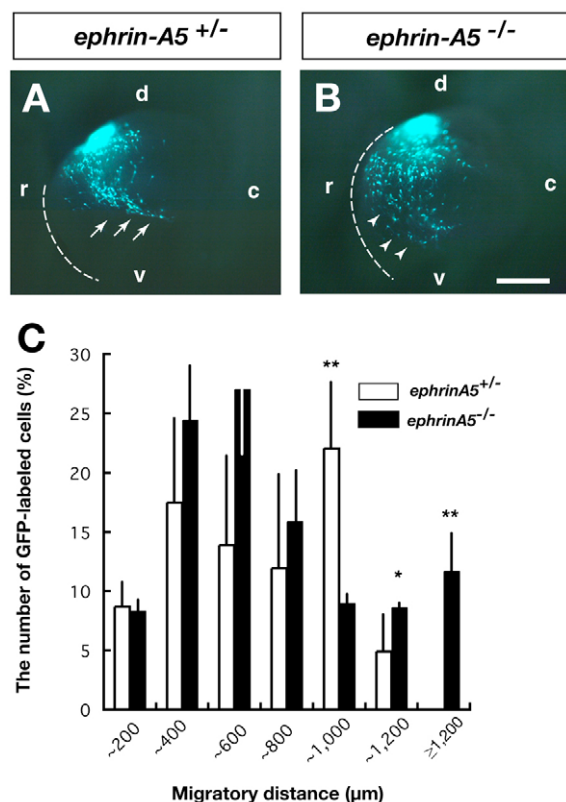 ephrin-A5 +/-
ephrin-A5 -/-
A
d
r
c
v
B
d
r
c
v
C
The number of GFP-labeled cells (%)
30
25
20
15
10
5
0
**
*
**
ephrinA5+/-
ephrinA5-/-
~200
~400
~600
~800
~1,000
~1,200
≥1,200
Migratory distance (µm)